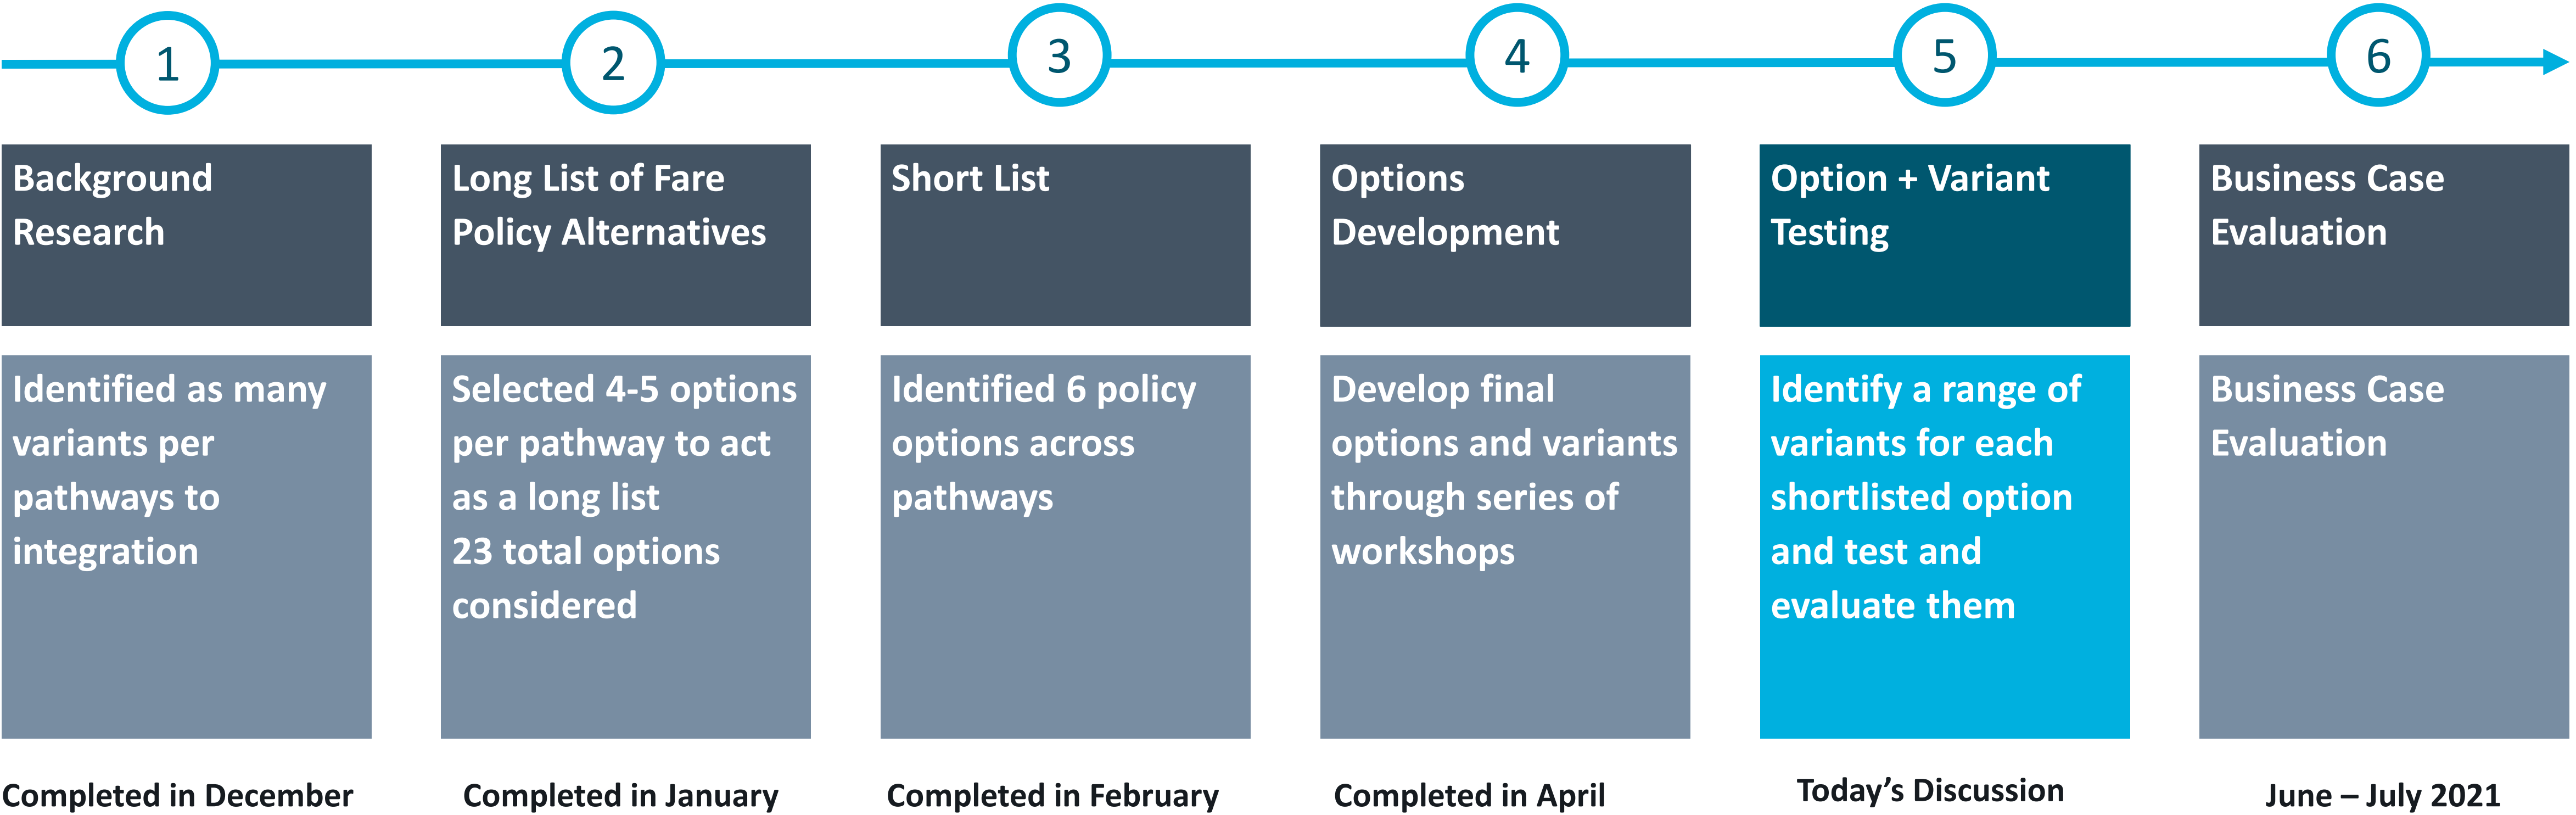 1
2
3
4
5
6
Background
Research
Long List of Fare
Policy Alternatives
Short List
Options
Development
Option + Variant
Testing
Business Case
Evaluation
Identified as many
variants per
pathways to
integration
Selected 4-5 options
per pathway to act
as a long list
23 total options
considered
Identified 6 policy
options across
pathways
Develop final
options and variants
through series of
workshops
Identify a range of
variants for each
shortlisted option
and test and
evaluate them
Business Case
Evaluation
Completed in December
Completed in January
Completed in February
Completed in April
Today’s Discussion
June – July 2021